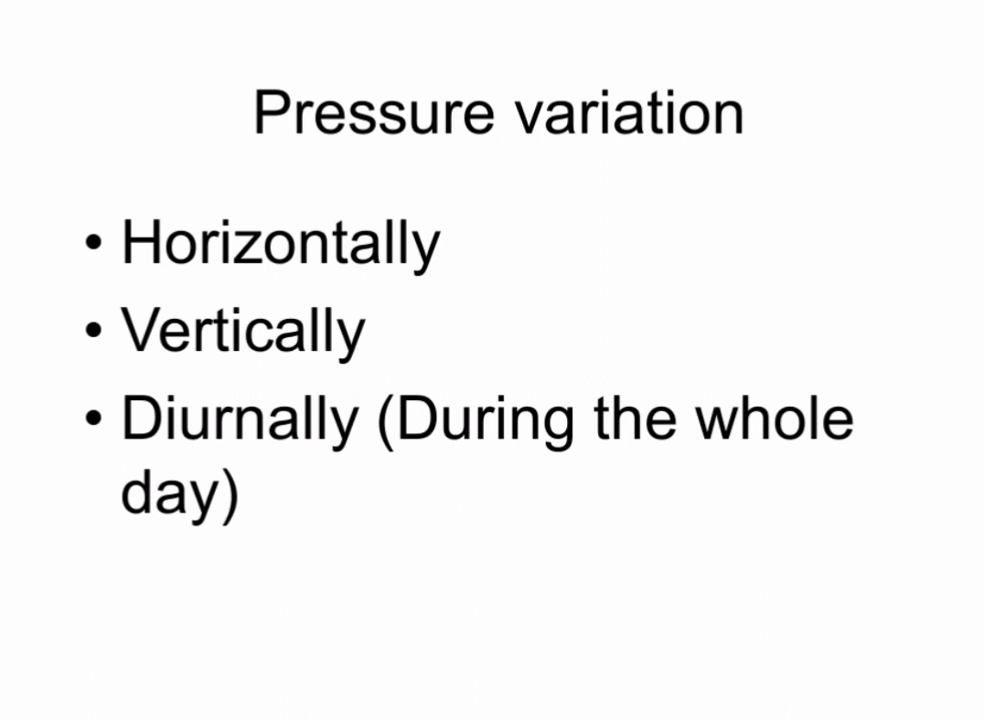 Pressure variation
• Horizontally
• Vertically
• Diurnally (During the whole
day)